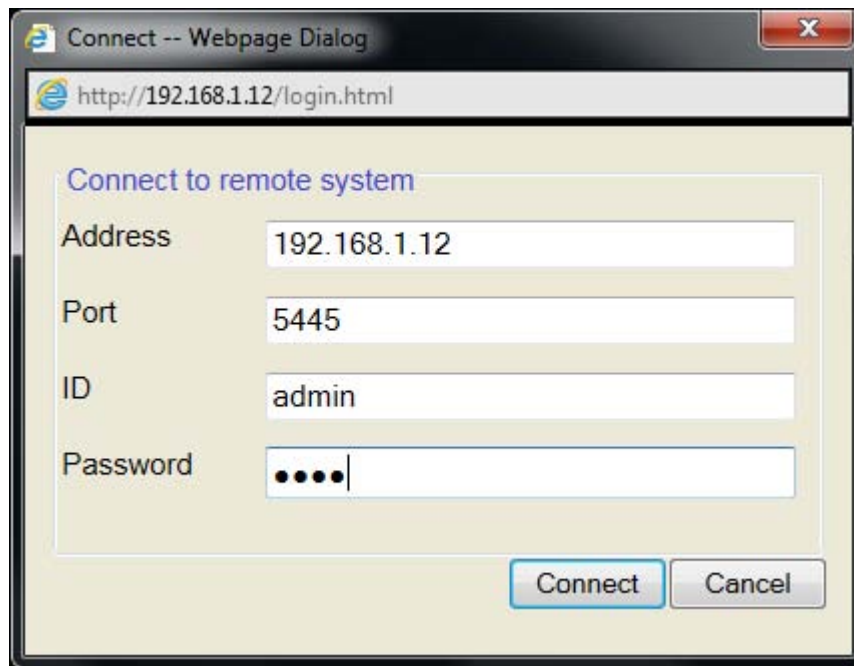 Connect -- Webpage Dialog
http://192.168.1.12/login.html
Connect to remote system
Address 192.168.1.12
Port 5445
ID admin
Password ••••
Connect Cancel